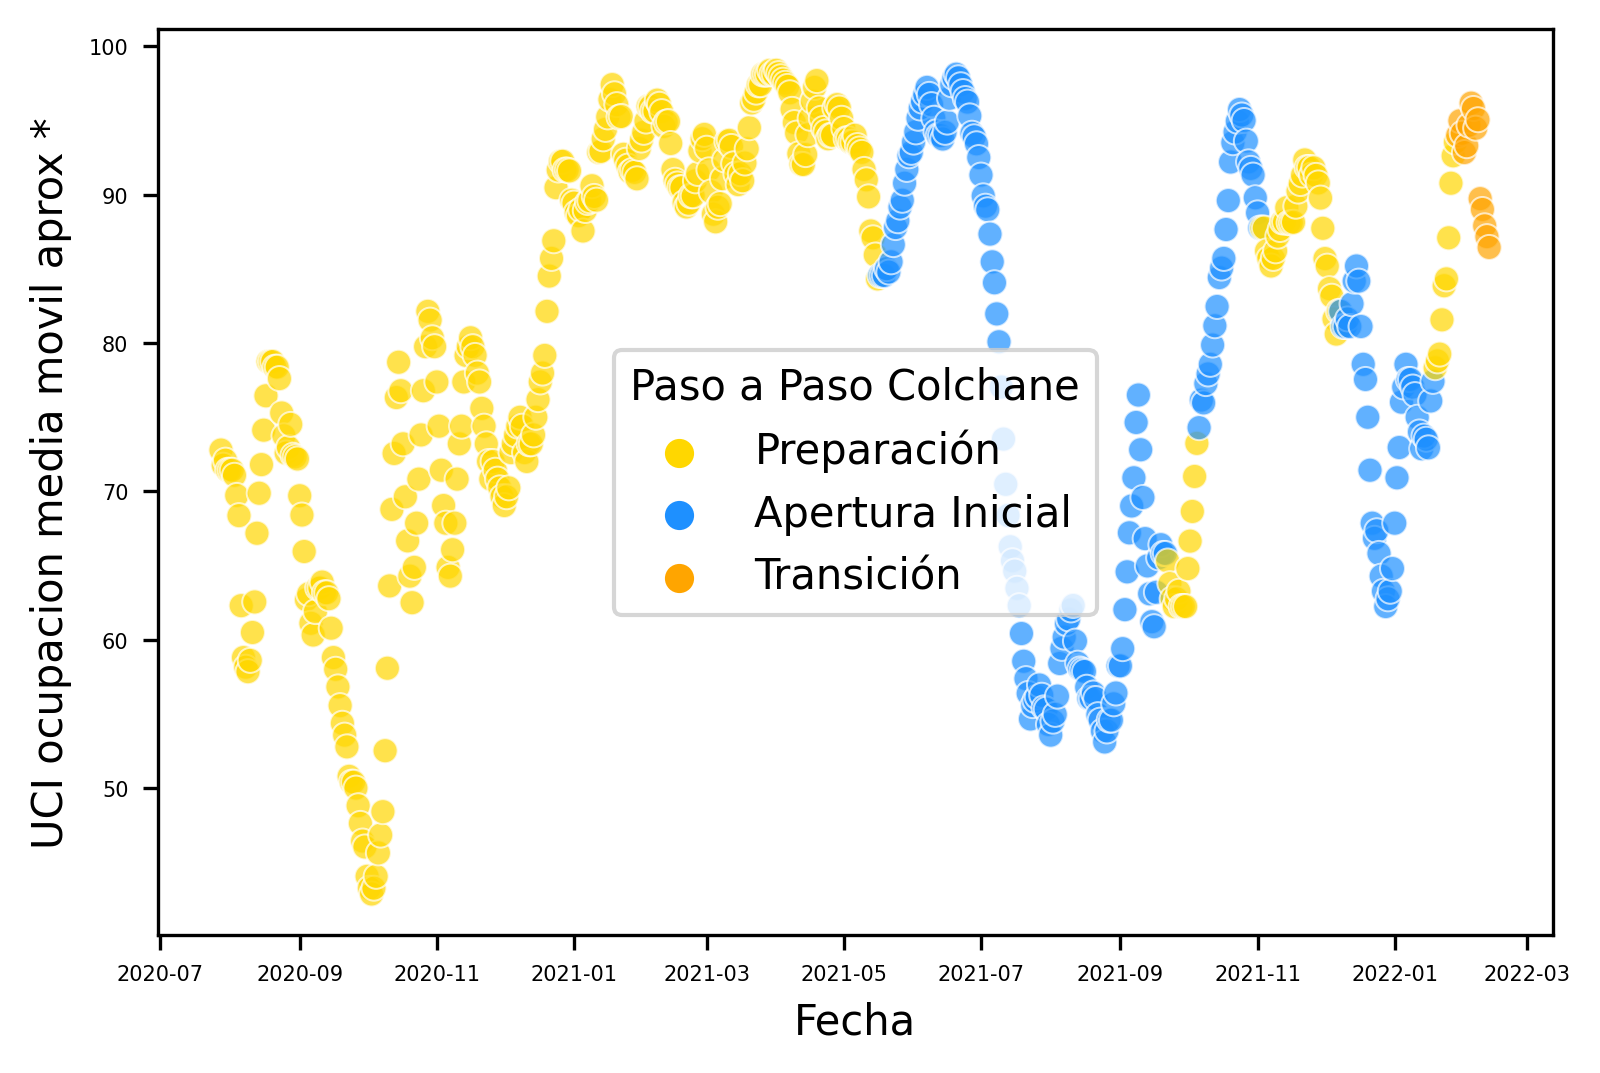 100
90
80
70
60
50
UCI ocupacion media movil aprox *
Paso a Paso Colchane
Preparación
Apertura Inicial
Transición
2020-07 2020-09 2020-11 2021-01 2021-03 2021-05 2021-07 2021-09 2021-11 2022-01 2022-03
Fecha